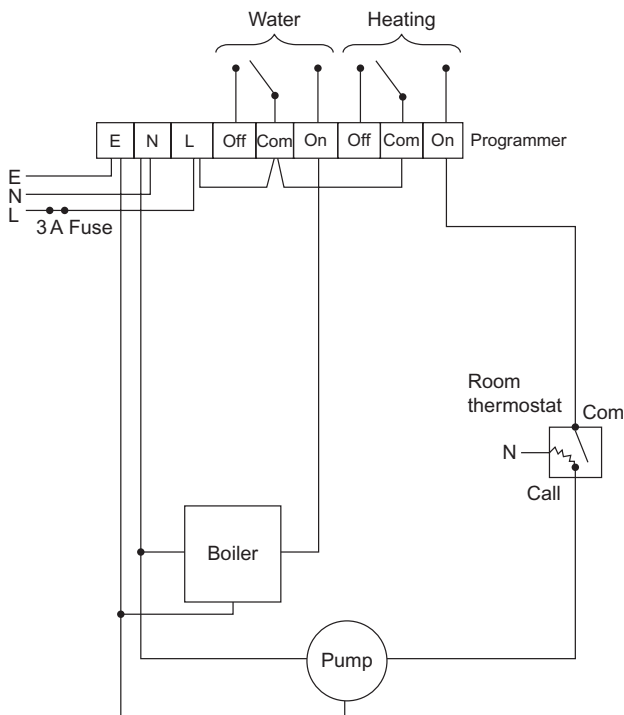 Water Heating
E N L Off Com On Off Com On Programmer
E
N
L
3 A Fuse
Room
thermostat
Com
N
Call
Boiler
Pump